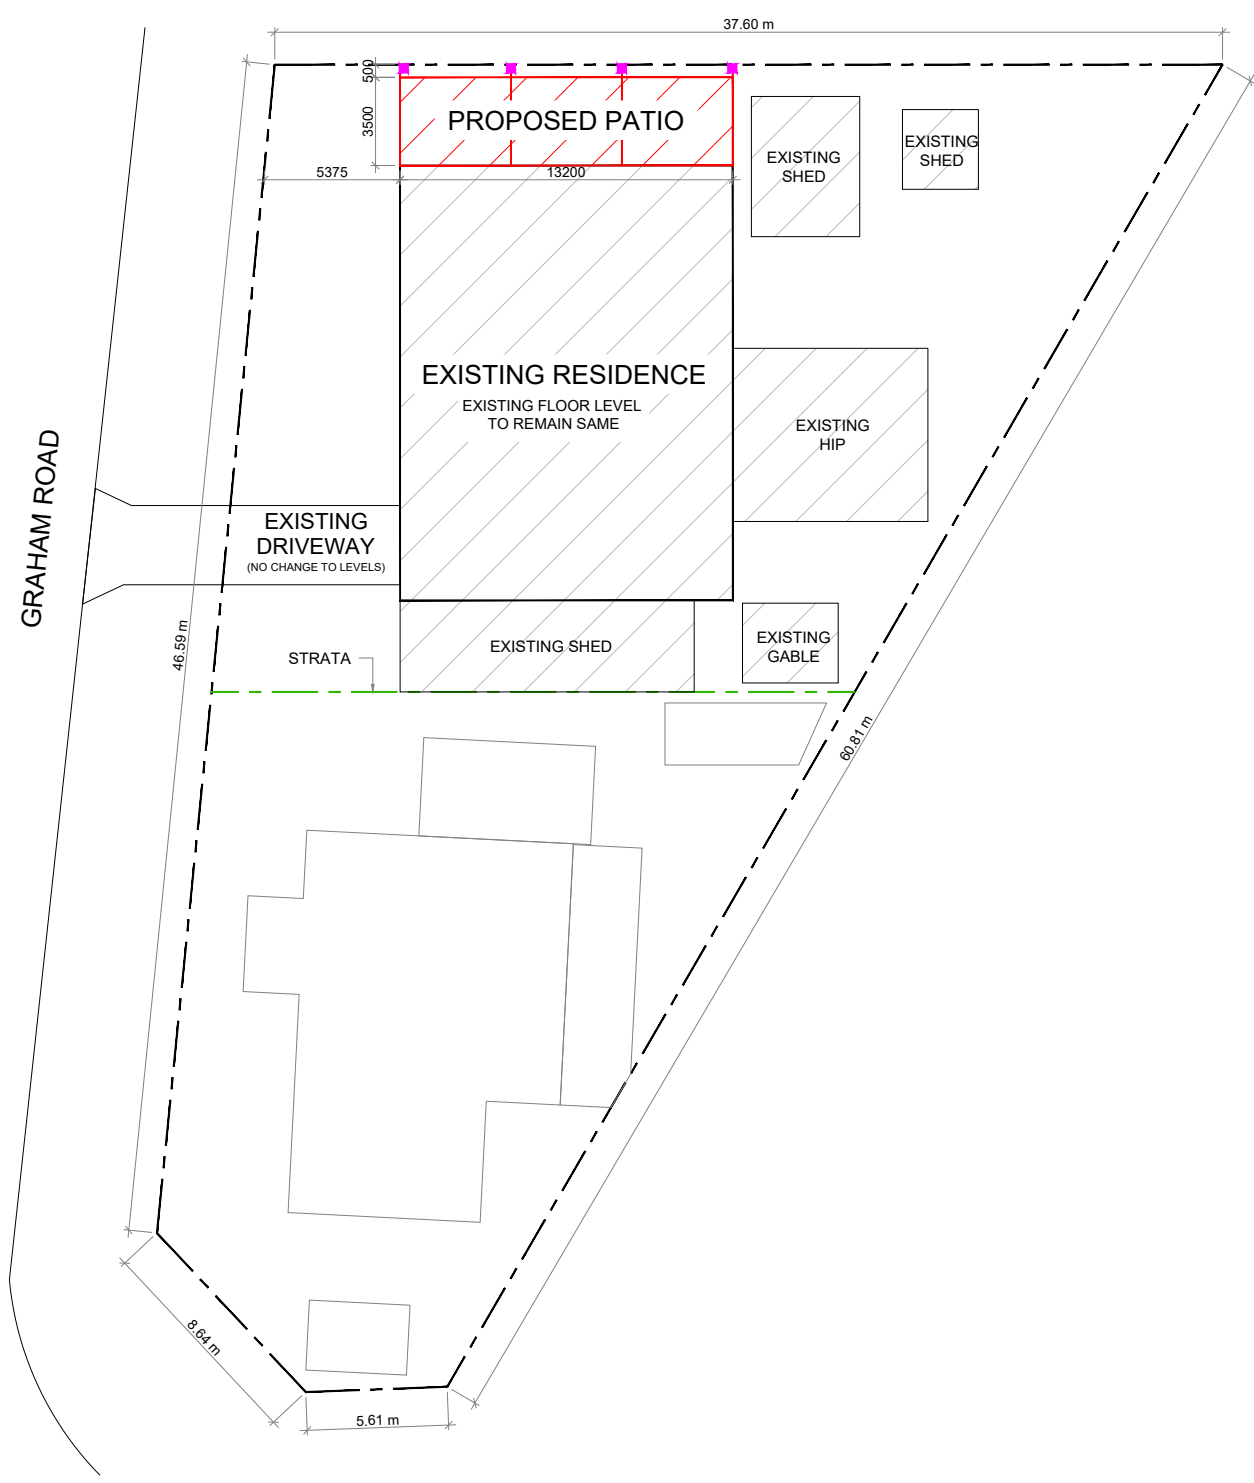 37.60 m
500
3500
PROPOSED PATIO
EXISTING
SHED
EXISTING
SHED
5375
13200
EXISTING RESIDENCE
EXISTING FLOOR LEVEL
TO REMAIN SAME
EXISTING
HIP
GRAHAM ROAD
EXISTING
DRIVEWAY
(NO CHANGE TO LEVELS)
46.59 m
STRATA
EXISTING SHED
EXISTING
GABLE
60.81 m
8.64 m
5.61 m